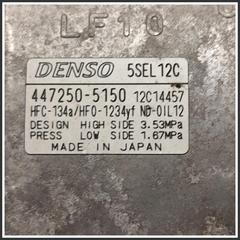 LF10
DENSO 5SEL12C
447250-5150 12C14457
HFC-134a/HFO-1234yf ND-OIL12
DESIGN HIGH SIDE 3.53MPa
PRESS LOW SIDE 1.67MPa
MADE IN JAPAN